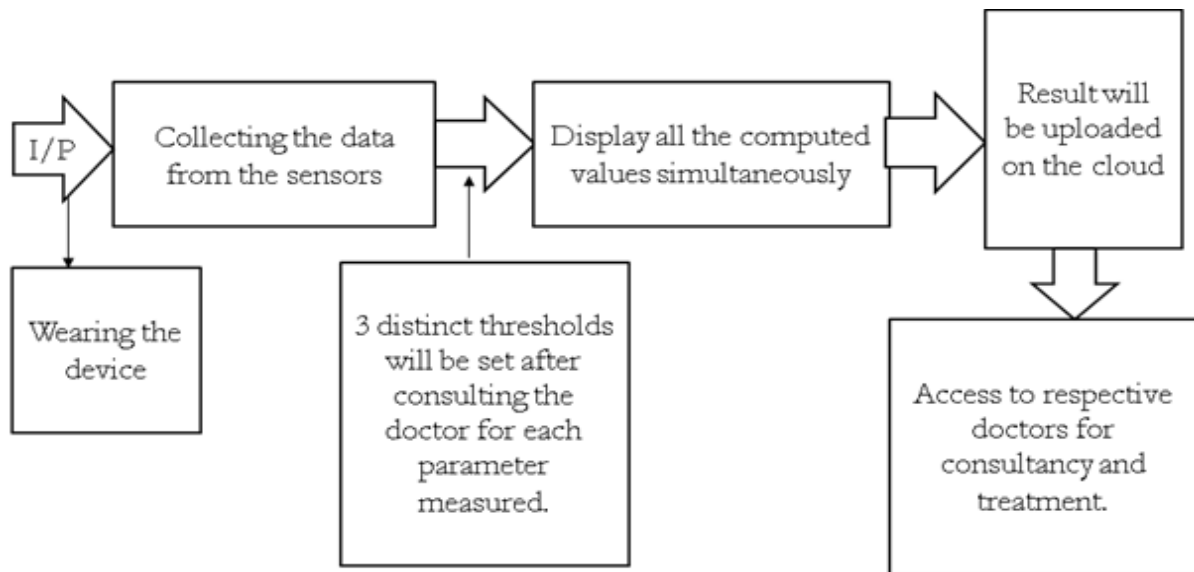 I/P
Collecting the data
from the sensors
Display all the computed
values simultaneously
Result will
be uploaded
on the cloud
Wearing the
device
3 distinct thresholds
will be set after
consulting the
doctor for each
parameter
measured.
Access to respective
doctors for
consultancy and
treatment.